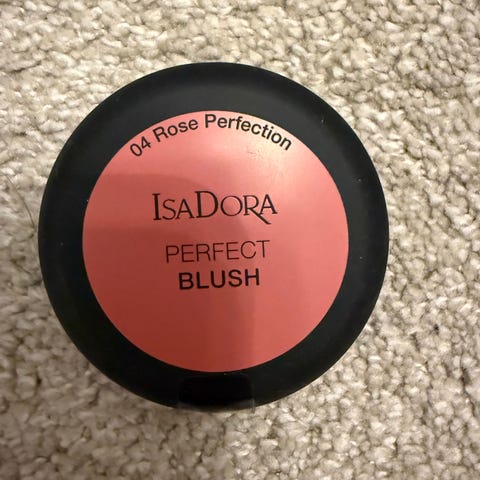 04 Rose Perfection
ISADORA
PERFECT
BLUSH